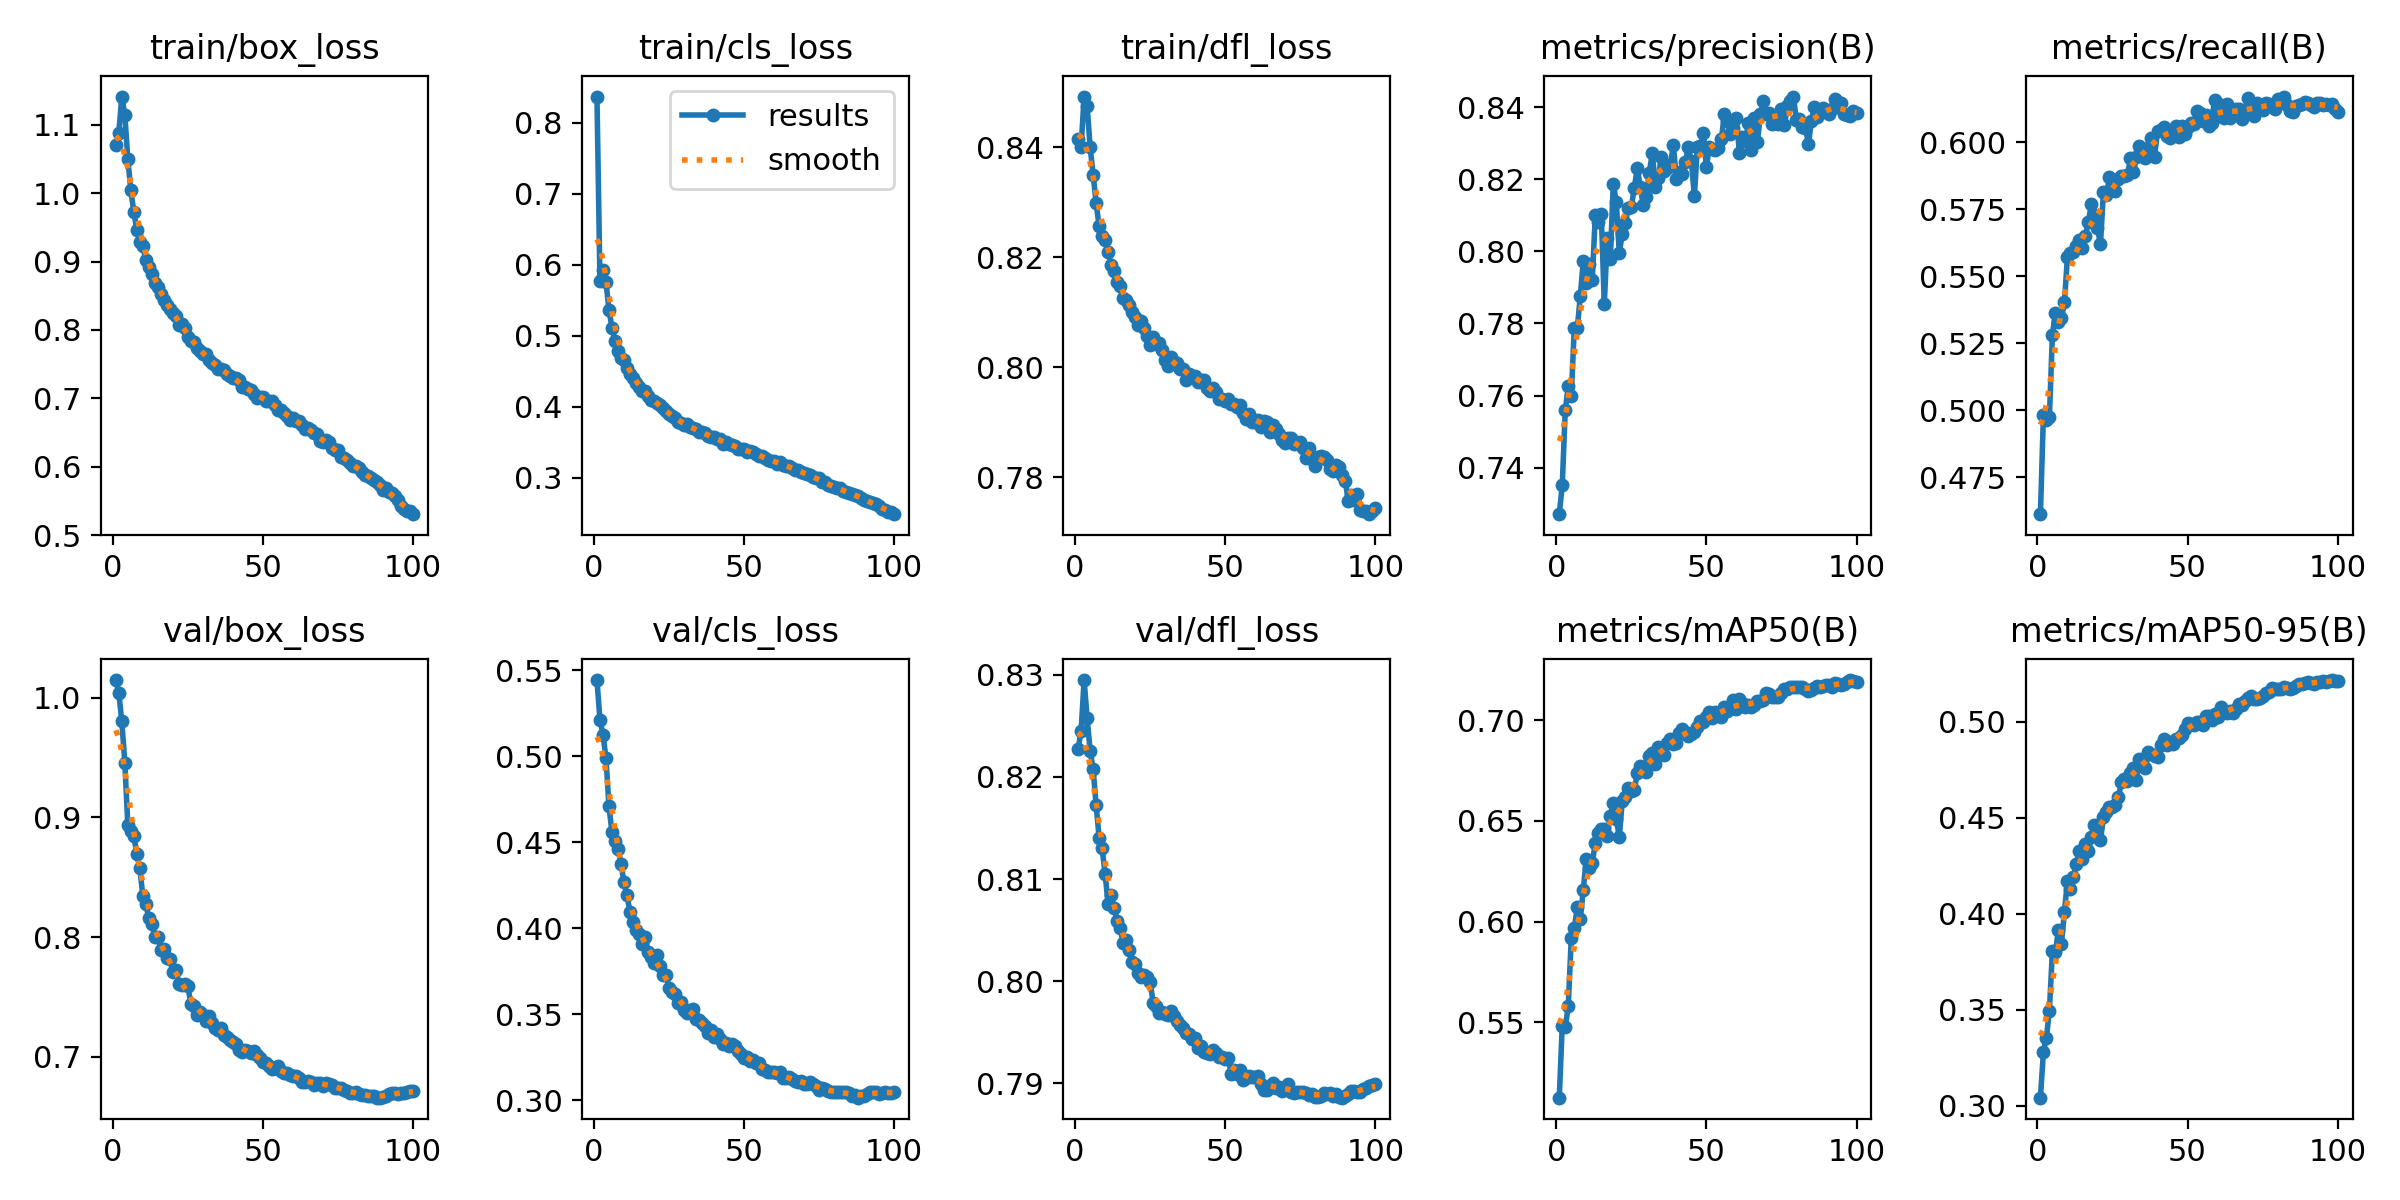 train/box_loss
1.1
1.0
0.9
0.8
0.7
0.6
0.5
0 50 100
train/cls_loss
results
smooth
0.8
0.7
0.6
0.5
0.4
0.3
0 50 100
train/dfl_loss
0.84
0.82
0.80
0.78
0 50 100
metrics/precision(B)
0.84
0.82
0.80
0.78
0.76
0.74
0 50 100
metrics/recall(B)
0.600
0.575
0.550
0.525
0.500
0.475
0 50 100
val/box_loss
1.0
0.9
0.8
0.7
0 50 100
val/cls_loss
0.55
0.50
0.45
0.40
0.35
0.30
0 50 100
val/dfl_loss
0.83
0.82
0.81
0.80
0.79
0 50 100
metrics/mAP50(B)
0.70
0.65
0.60
0.55
0 50 100
metrics/mAP50-95(B)
0.50
0.45
0.40
0.35
0.30
0 50 100